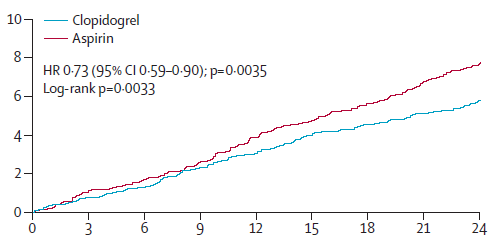 10
Clopidogrel
Aspirin
8
HR 0·73 (95% CI 0·59–0·90); p=0·0035
Log-rank p=0·0033
6
4
2
0
0 3 6 9 12 15 18 21 24